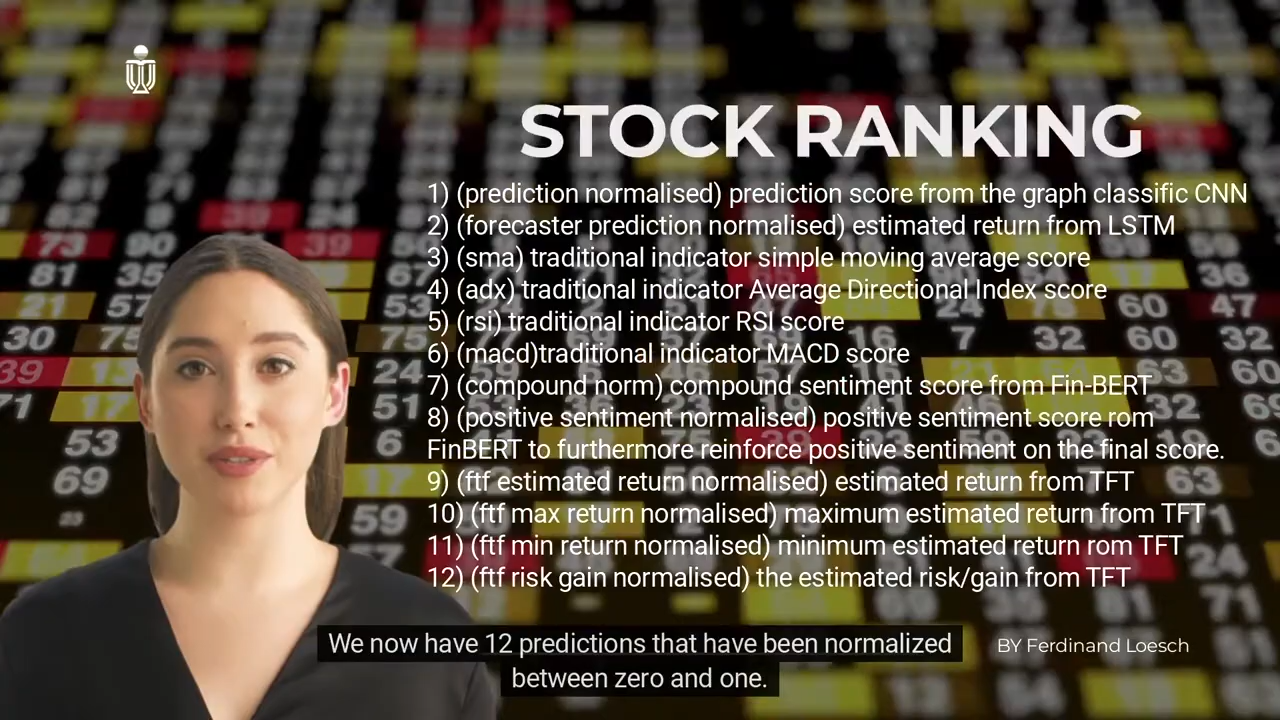 STOCK RANKING
1) (prediction normalised) prediction score from the graph classific CNN
2) (forecaster prediction normalised) estimated return from LSTM
3) (sma) traditional indicator simple moving average score
4) (adx) traditional indicator Average Directional Index score
5) (rsi) traditional indicator RSI score
6) (macd)traditional indicator MACD score
7) (compound norm) compound sentiment score from Fin-BERT
8) (positive sentiment normalised) positive sentiment score rom
FinBERT to furthermore reinforce positive sentiment on the final score.
9) (ftf estimated return normalised) estimated return from TFT
10) (ftf max return normalised) maximum estimated return from TFT
11) (ftf min return normalised) minimum estimated return rom TFT
12) (ftf risk gain normalised) the estimated risk/gain from TFT
We now have 12 predictions that have been normalized
between zero and one.
BY Ferdinand Loesch